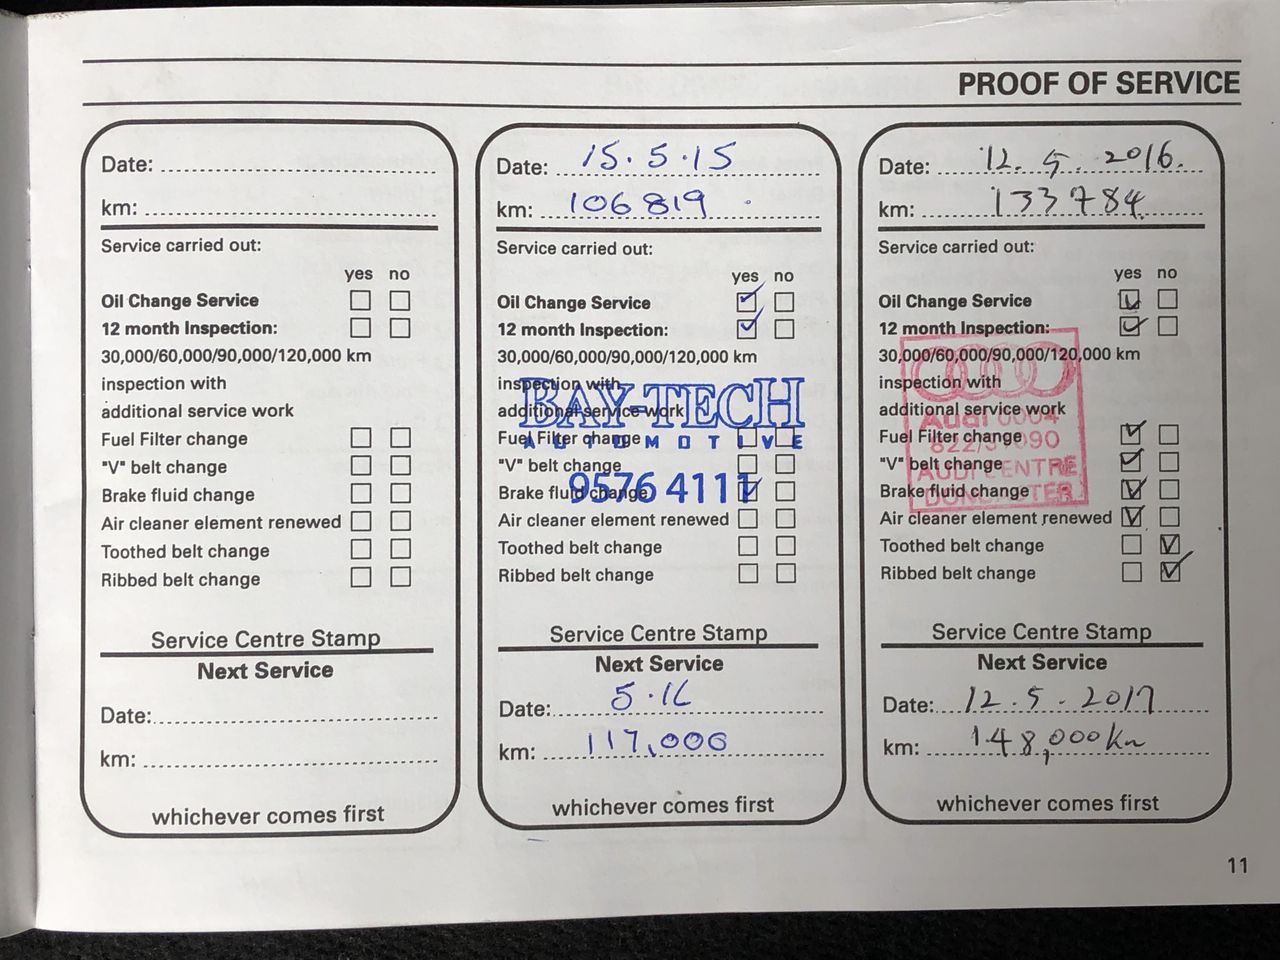 PROOF OF SERVICE
Date:
km:
Service carried out:
yes no
Oil Change Service
12 month Inspection:
30,000/60,000/90,000/120,000 km
inspection with
additional service work
Fuel Filter change
"V" belt change
Brake fluid change
Air cleaner element renewed
Toothed belt change
Ribbed belt change
Service Centre Stamp
Next Service
Date:
km:
whichever comes first
Date: 15.5.15
km: 106819
Service carried out:
yes no
Oil Change Service
12 month Inspection:
30,000/60,000/90,000/120,000 km
inspection with
additional service work
BAY-TECH
AUTOMOTIVE
9576 4111
Fuel Filter change
"V" belt change
Brake fluid change
Air cleaner element renewed
Toothed belt change
Ribbed belt change
Service Centre Stamp
Next Service
Date: 5.16
km: 117,000
whichever comes first
Date: 12.5.2016.
km: 133784
Service carried out:
yes no
Oil Change Service
12 month Inspection:
30,000/60,000/90,000/120,000 km
inspection with
additional service work
Audi
AUDI CENTRE
DONCASTER
Fuel Filter change
"V" belt change
Brake fluid change
Air cleaner element renewed
Toothed belt change
Ribbed belt change
Service Centre Stamp
Next Service
Date: 12.5.2017
km: 148,000km
whichever comes first
11